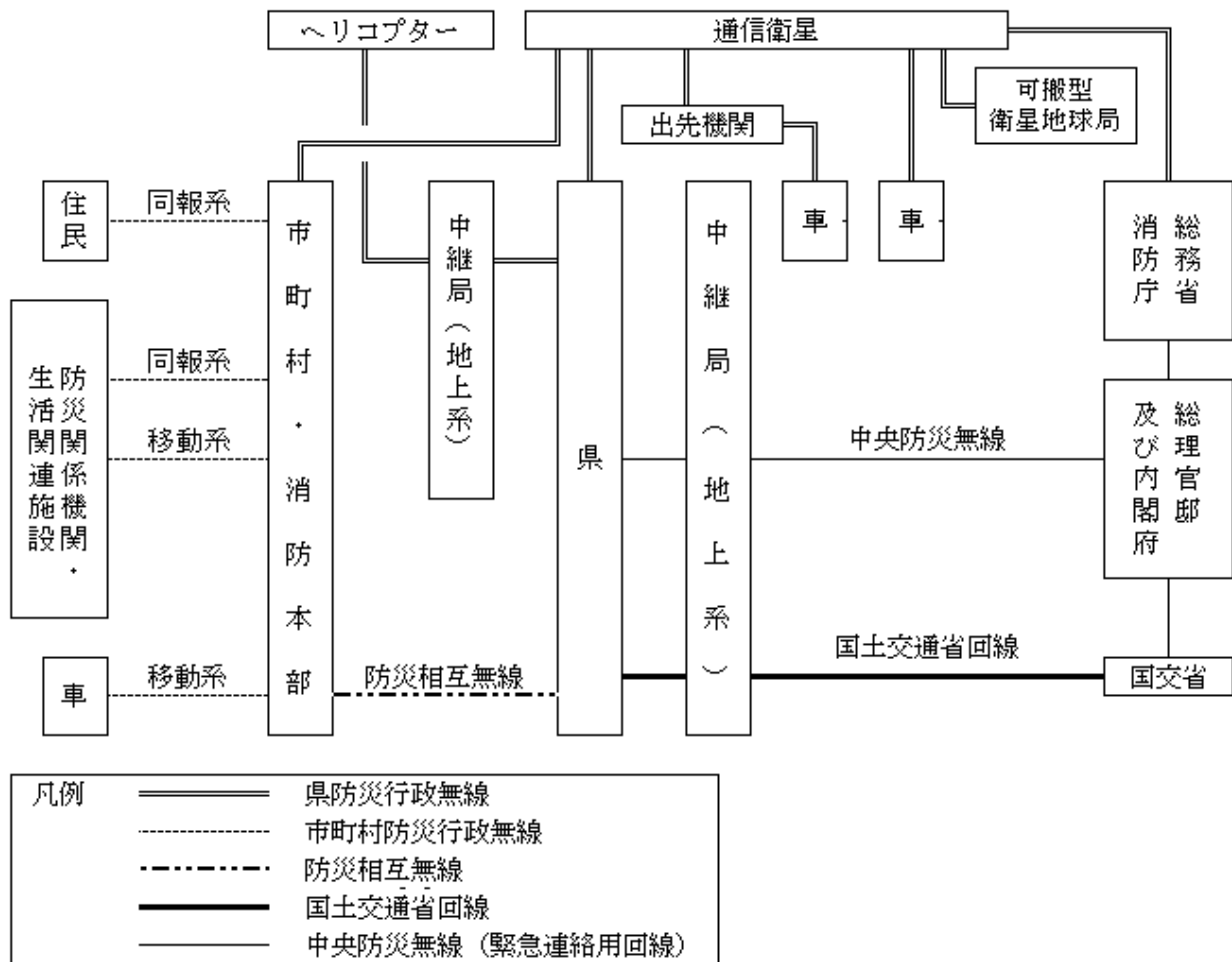 ヘリコプター
通信衛星
可搬型
衛星地球局
出先機関
住民
同報系
市町村・消防本部
中継局(地上系)
県
中継局(地上系)
車
車
総務省
消防庁
防災関係機関・
生活関連施設
同報系
移動系
中央防災無線
総理官邸
及び内閣府
車
移動系
防災相互無線
国土交通省回線
国交省
凡例
県防災行政無線
市町村防災行政無線
防災相互無線
国土交通省回線
中央防災無線(緊急連絡用回線)